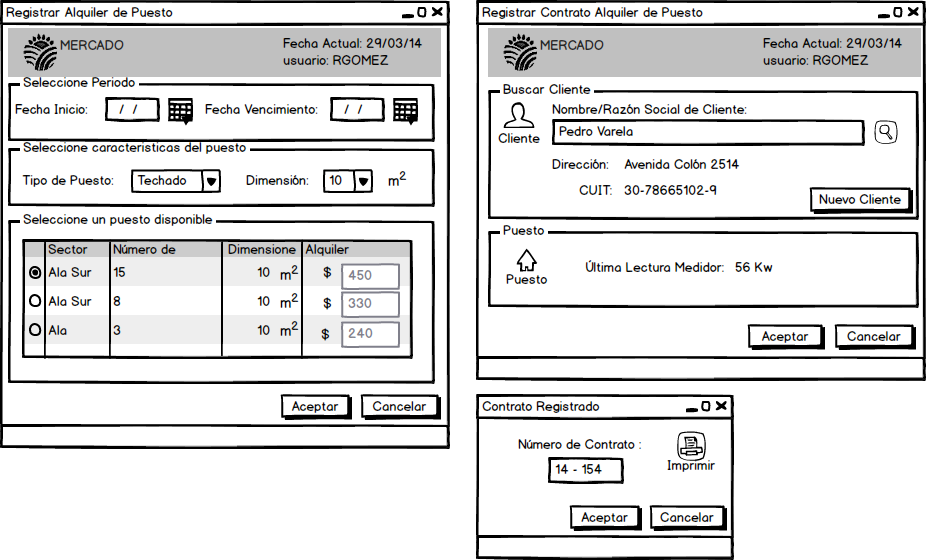 Registrar Alquiler de Puesto
MERCADO
Fecha Actual: 29/03/14
usuario: RGOMEZ
Seleccione Periodo
Fecha Inicio: / / Fecha Vencimiento: / /
Seleccione características del puesto
Tipo de Puesto: Techado Dimensión: 10 m2
Seleccione un puesto disponible
Sector Número de Dimensione Alquiler
Ala Sur 15 10 m2 $ 450
Ala Sur 8 10 m2 $ 330
Ala 3 10 m2 $ 240
Aceptar Cancelar
Registrar Contrato Alquiler de Puesto
MERCADO
Fecha Actual: 29/03/14
usuario: RGOMEZ
Buscar Cliente
Nombre/Razón Social de Cliente:
Cliente Pedro Varela
Dirección: Avenida Colón 2514
CUIT: 30-78665102-9
Nuevo Cliente
Puesto
Puesto Última Lectura Medidor: 56 Kw
Aceptar Cancelar
Contrato Registrado
Número de Contrato :
14 - 154
Imprimir
Aceptar Cancelar